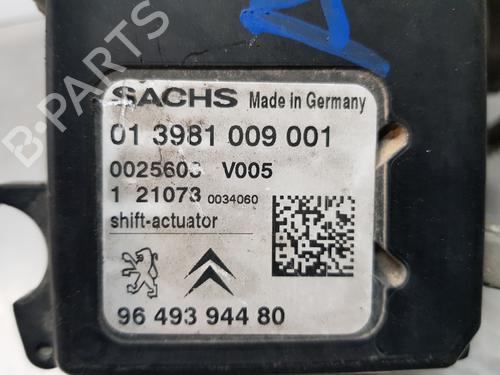 SACHS Made in Germany
01 3981 009 001
0025603 V005
1 21073 0034060
shift-actuator
96 493 944 80
B-PARTS